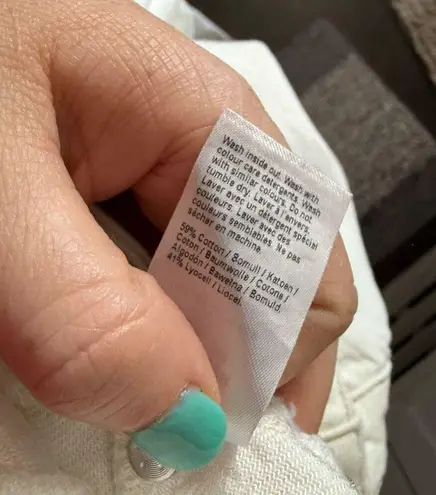 Wash inside out. Wash with
colour care detergents. Wash
with similar colours. Do not
tumble dry. Laver à l'envers.
Laver avec un détergent spécial
couleurs. Laver avec des
couleurs semblables. Ne pas
sécher en machine.
59% Cotton / Bomull / Katoen /
Coton / Baumwolle / Cotone /
Algodón / Bawełna / Bomuld.
41% Lyocell / Liocel.